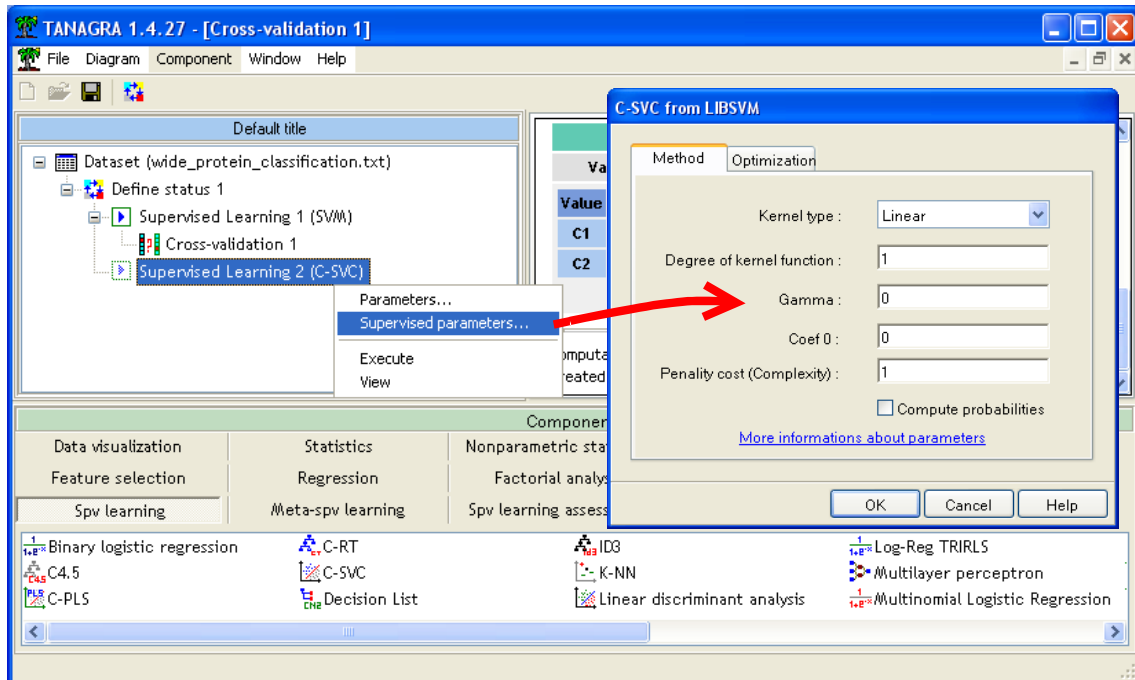 TANAGRA 1.4.27 - [Cross-validation 1]
File Diagram Component Window Help
Default title
Dataset (wide_protein_classification.txt)
Define status 1
Supervised Learning 1 (SVM)
Cross-validation 1
Supervised Learning 2 (C-SVC)
Parameters...
Supervised parameters...
Execute
View
Va
Value
C1
C2
omputa
reated
C-SVC from LIBSVM
Method Optimization
Kernel type : Linear
Degree of kernel function : 1
Gamma : 0
Coef 0 : 0
Penality cost (Complexity) : 1
Compute probabilities
More informations about parameters
OK Cancel Help
Componen
Data visualization Statistics Nonparametric stat
Feature selection Regression Factorial analys
Spv learning Meta-spv learning Spv learning assess
Binary logistic regression C-RT ID3 Log-Reg TRIRLS
C4.5 C-SVC K-NN Multilayer perceptron
C-PLS Decision List Linear discriminant analysis Multinomial Logistic Regression